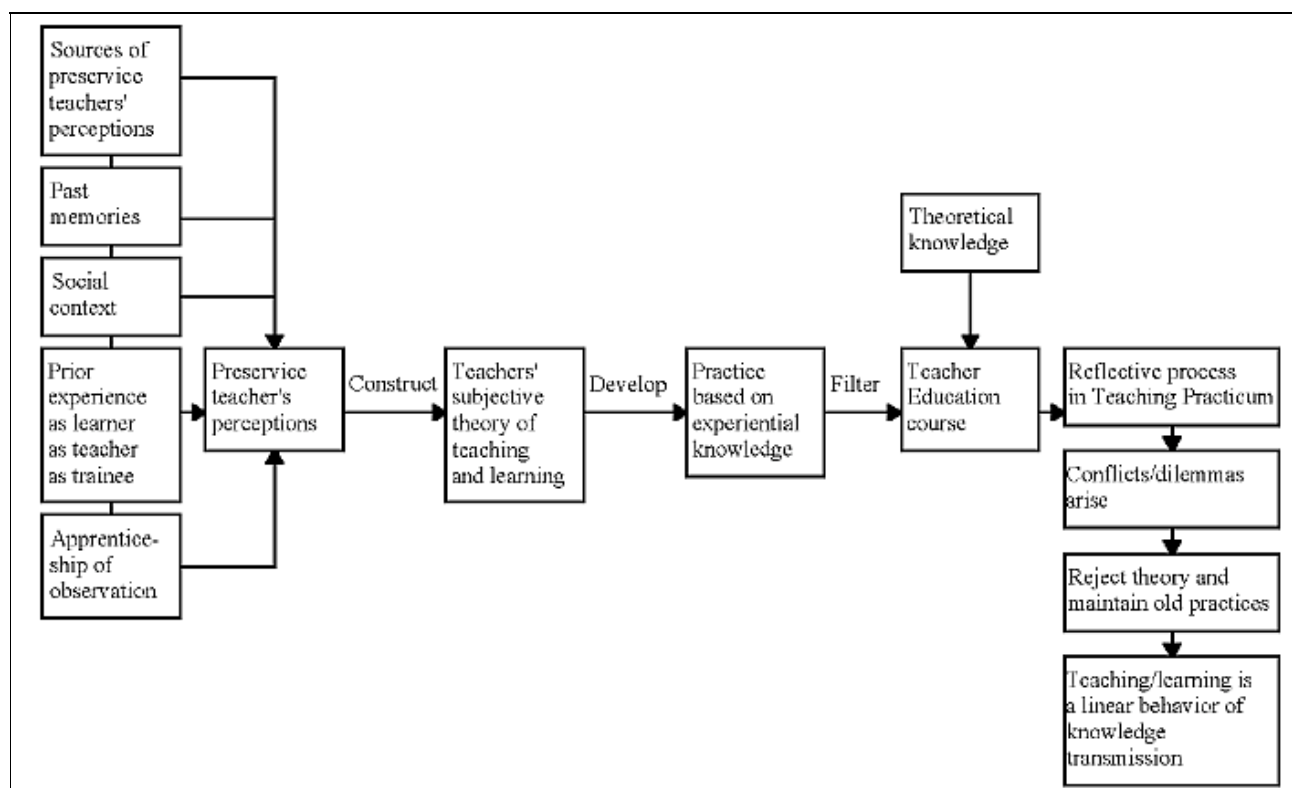 Sources of
preservice
teachers'
perceptions
Past
memories
Social
context
Prior
experience
as learner
as teacher
as trainee
Apprentice-
ship of
observation
Preservice
teacher's
perceptions
Construct
Teachers'
subjective
theory of
teaching
and learning
Develop
Practice
based on
experiential
knowledge
Filter
Theoretical
knowledge
Teacher
Education
course
Reflective process
in Teaching Practicum
Conflicts/dilemmas
arise
Reject theory and
maintain old practices
Teaching/learning is
a linear behavior of
knowledge
transmission